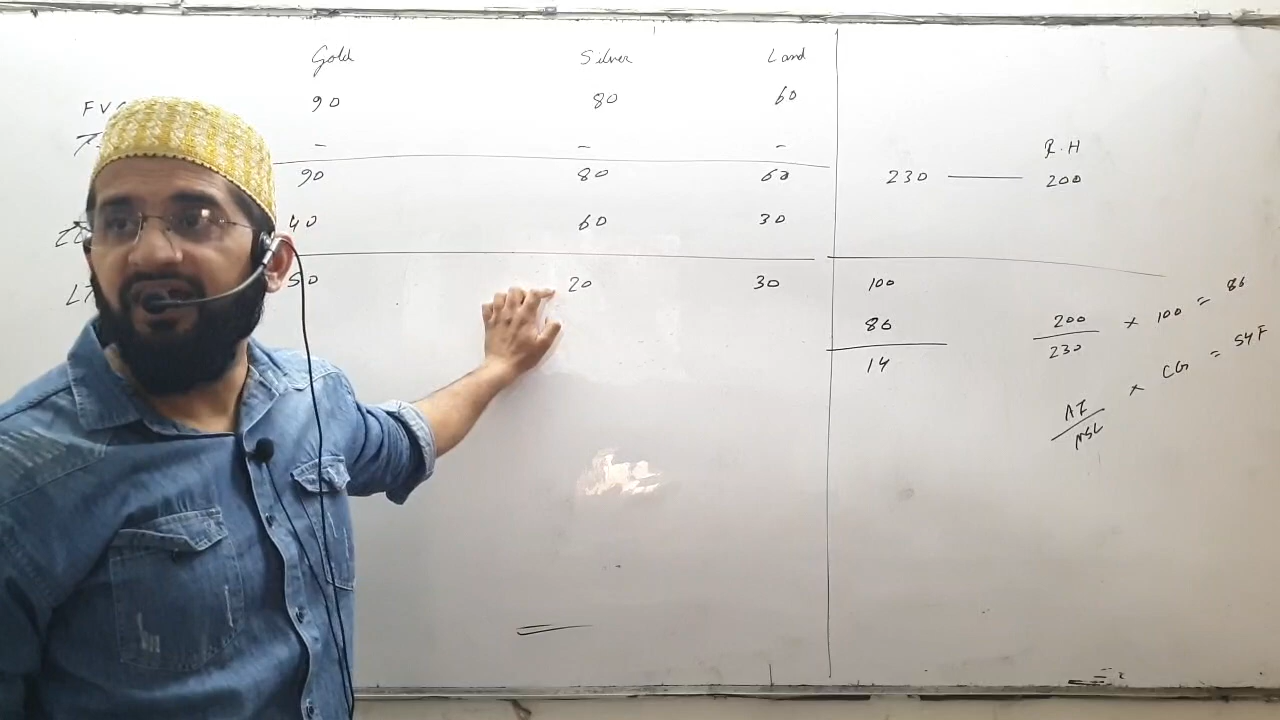 Gold Silver Land
FVC 90 80 60
- - -
R.H
90 80 60 230 — 200
40 60 30
50 20 30 100
86
14
200/230 × 100 = 86
× CG = 54F